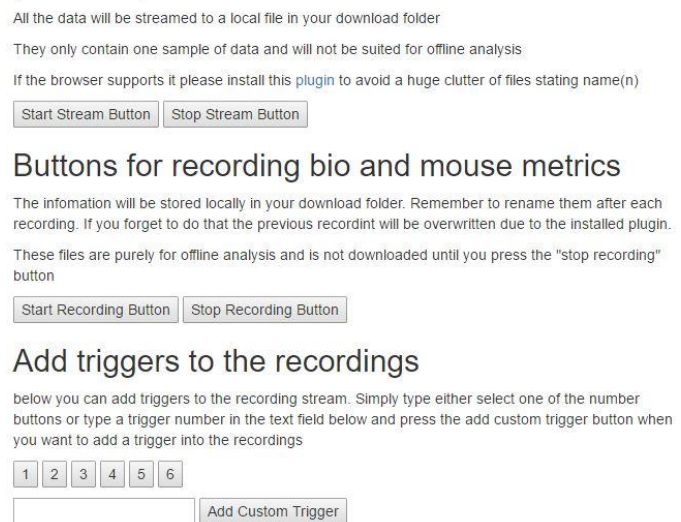 All the data will be streamed to a local file in your download folder
They only contain one sample of data and will not be suited for offline analysis
If the browser supports it please install this plugin to avoid a huge clutter of files stating name(n)
Start Stream Button Stop Stream Button
Buttons for recording bio and mouse metrics
The infomation will be stored locally in your download folder. Remember to rename them after each
recording. If you forget to do that the previous recordint will be overwritten due to the installed plugin.
These files are purely for offline analysis and is not downloaded until you press the "stop recording"
button
Start Recording Button Stop Recording Button
Add triggers to the recordings
below you can add triggers to the recording stream. Simply type either select one of the number
buttons or type a trigger number in the text field below and press the add custom trigger button when
you want to add a trigger into the recordings
1 2 3 4 5 6
Add Custom Trigger